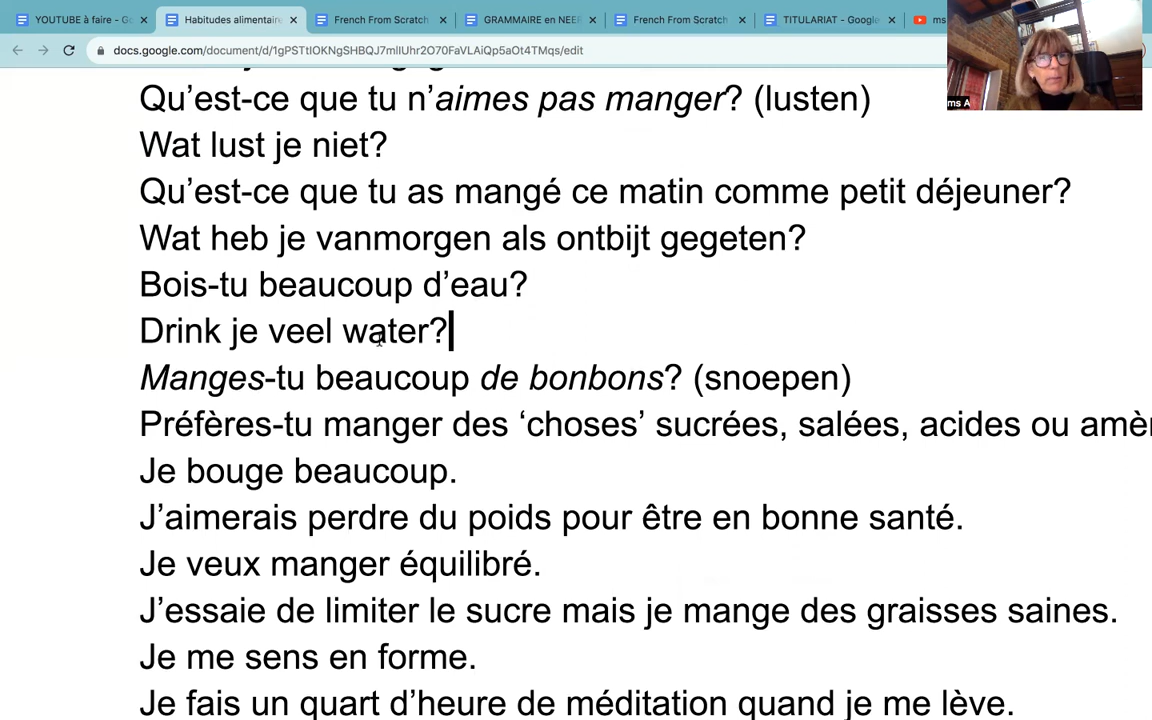 YOUTUBE à faire - Go
Habitudes alimentaire
French From Scratch
GRAMMAIRE en NEER
French From Scratch
TITULARIAT - Google
ms
docs.google.com/document/d/1gPSTtIOKNgSHBQJ7mlIUhr2O70FaVLAiQp5aOt4TMqs/edit
ms A
Qu’est-ce que tu n’aimes pas manger? (lusten)
Wat lust je niet?
Qu’est-ce que tu as mangé ce matin comme petit déjeuner?
Wat heb je vanmorgen als ontbijt gegeten?
Bois-tu beaucoup d’eau?
Drink je veel water?
Manges-tu beaucoup de bonbons? (snoepen)
Préfères-tu manger des ‘choses’ sucrées, salées, acides ou amèr
Je bouge beaucoup.
J’aimerais perdre du poids pour être en bonne santé.
Je veux manger équilibré.
J’essaie de limiter le sucre mais je mange des graisses saines.
Je me sens en forme.
Je fais un quart d’heure de méditation quand je me lève.